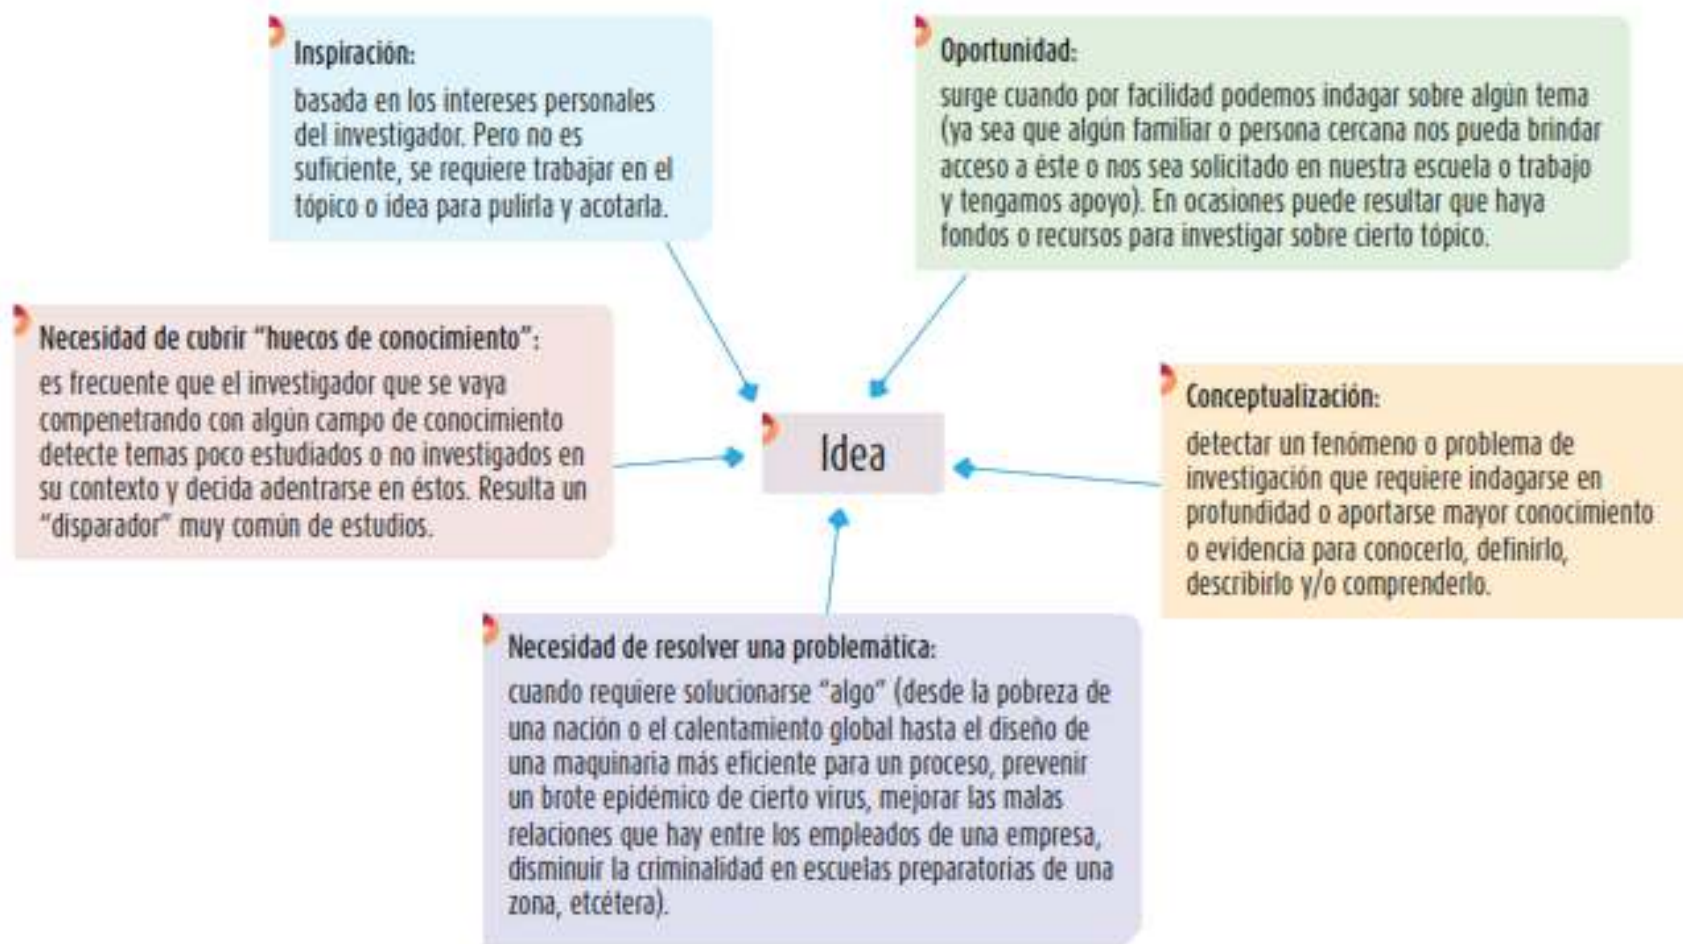 Inspiración:
basada en los intereses personales
del investigador. Pero no es
suficiente, se requiere trabajar en el
tópico o idea para pulirla y acotarla.
Oportunidad:
surge cuando por facilidad podemos indagar sobre algún tema
(ya sea que algún familiar o persona cercana nos pueda brindar
acceso a éste o nos sea solicitado en nuestra escuela o trabajo
y tengamos apoyo). En ocasiones puede resultar que haya
fondos o recursos para investigar sobre cierto tópico.
Necesidad de cubrir “huecos de conocimiento”:
es frecuente que el investigador que se vaya
compenetrando con algún campo de conocimiento
detecte temas poco estudiados o no investigados en
su contexto y decida adentrarse en éstos. Resulta un
“disparador” muy común de estudios.
Idea
Conceptualización:
detectar un fenómeno o problema de
investigación que requiere indagarse en
profundidad o aportarse mayor conocimiento
o evidencia para conocerlo, definirlo,
describirlo y/o comprenderlo.
Necesidad de resolver una problemática:
cuando requiere solucionarse “algo” (desde la pobreza de
una nación o el calentamiento global hasta el diseño de
una maquinaria más eficiente para un proceso, prevenir
un brote epidémico de cierto virus, mejorar las malas
relaciones que hay entre los empleados de una empresa,
disminuir la criminalidad en escuelas preparatorias de una
zona, etcétera).